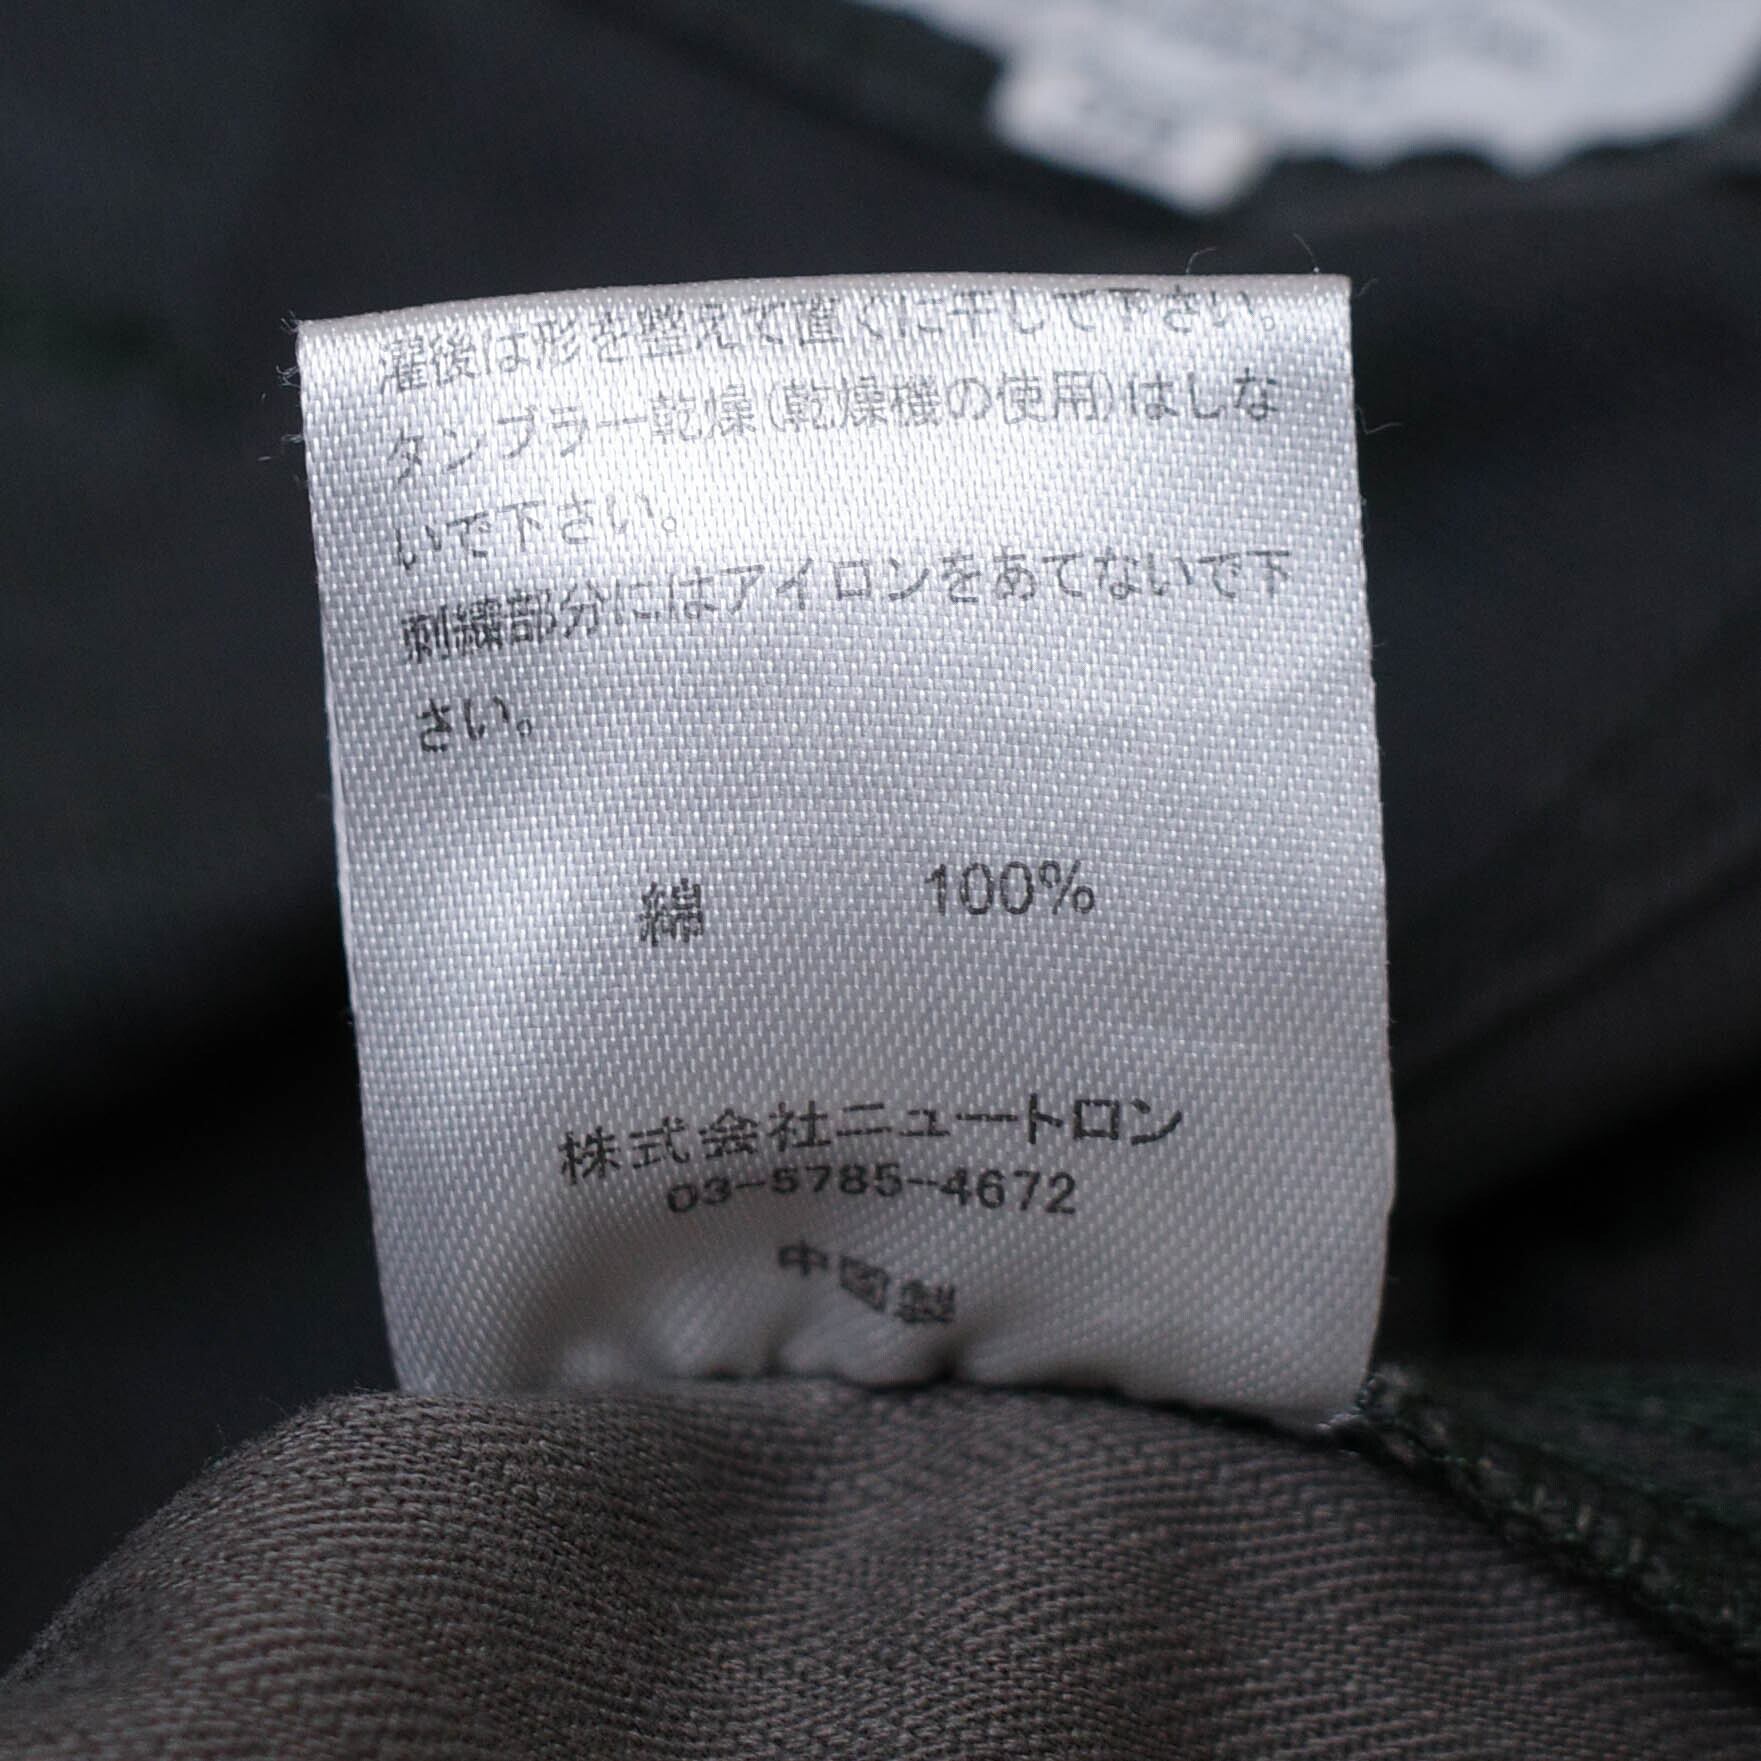 濯後は形を整えて直ぐに干して下さい。
タンブラー乾燥(乾燥機の使用)はしな
いで下さい。
刺繍部分にはアイロンをあてないで下
さい。
綿 100%
株式会社ニュートロン
03-5785-4672
中国製